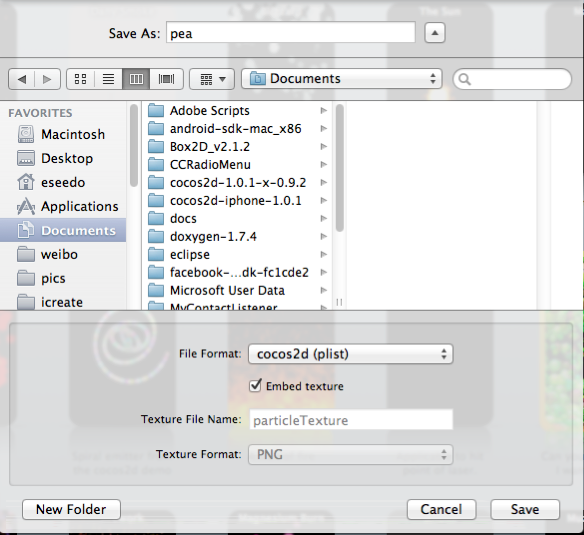 Save As: pea
Documents
FAVORITES
Macintosh
Desktop
eseedo
Applications
Documents
weibo
pics
icreate
Adobe Scripts
android-sdk-mac_x86
Box2D_v2.1.2
CCRadioMenu
cocos2d-1.0.1-x-0.9.2
cocos2d-iphone-1.0.1
docs
doxygen-1.7.4
eclipse
facebook-...dk-fc1cde2
Microsoft User Data
MyContactListener
File Format: cocos2d (plist)
Embed texture
Texture File Name: particleTexture
Texture Format: PNG
New Folder
Cancel
Save